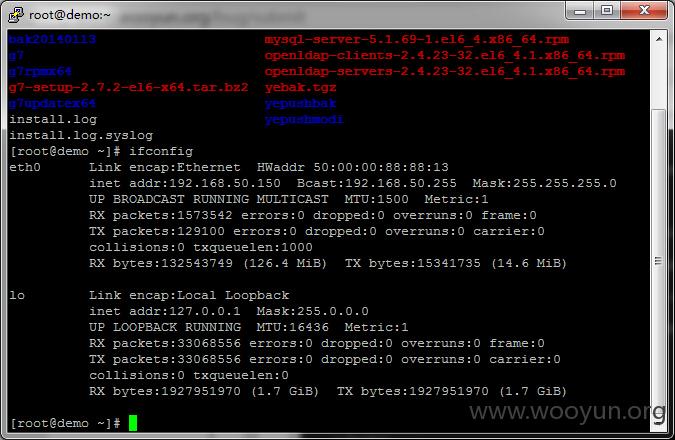 root@demo:~
bak20140113 mysql-server-5.1.69-1.el6_4.x86_64.rpm
g7 openldap-clients-2.4.23-32.el6_4.1.x86_64.rpm
g7rpmx64 openldap-servers-2.4.23-32.el6_4.1.x86_64.rpm
g7-setup-2.7.2-el6-x64.tar.bz2 yebak.tgz
g7updatex64 yepushbak
install.log yepushmodi
install.log.syslog
[root@demo ~]# ifconfig
eth0 Link encap:Ethernet HWaddr 50:00:00:88:88:13
inet addr:192.168.50.150 Bcast:192.168.50.255 Mask:255.255.255.0
UP BROADCAST RUNNING MULTICAST MTU:1500 Metric:1
RX packets:1573542 errors:0 dropped:0 overruns:0 frame:0
TX packets:129100 errors:0 dropped:0 overruns:0 carrier:0
collisions:0 txqueuelen:1000
RX bytes:132543749 (126.4 MiB) TX bytes:15341735 (14.6 MiB)
lo Link encap:Local Loopback
inet addr:127.0.0.1 Mask:255.0.0.0
UP LOOPBACK RUNNING MTU:16436 Metric:1
RX packets:33068556 errors:0 dropped:0 overruns:0 frame:0
TX packets:33068556 errors:0 dropped:0 overruns:0 carrier:0
collisions:0 txqueuelen:0
RX bytes:1927951970 (1.7 GiB) TX bytes:1927951970 (1.7 GiB)
[root@demo ~]#
www.wooyun.org